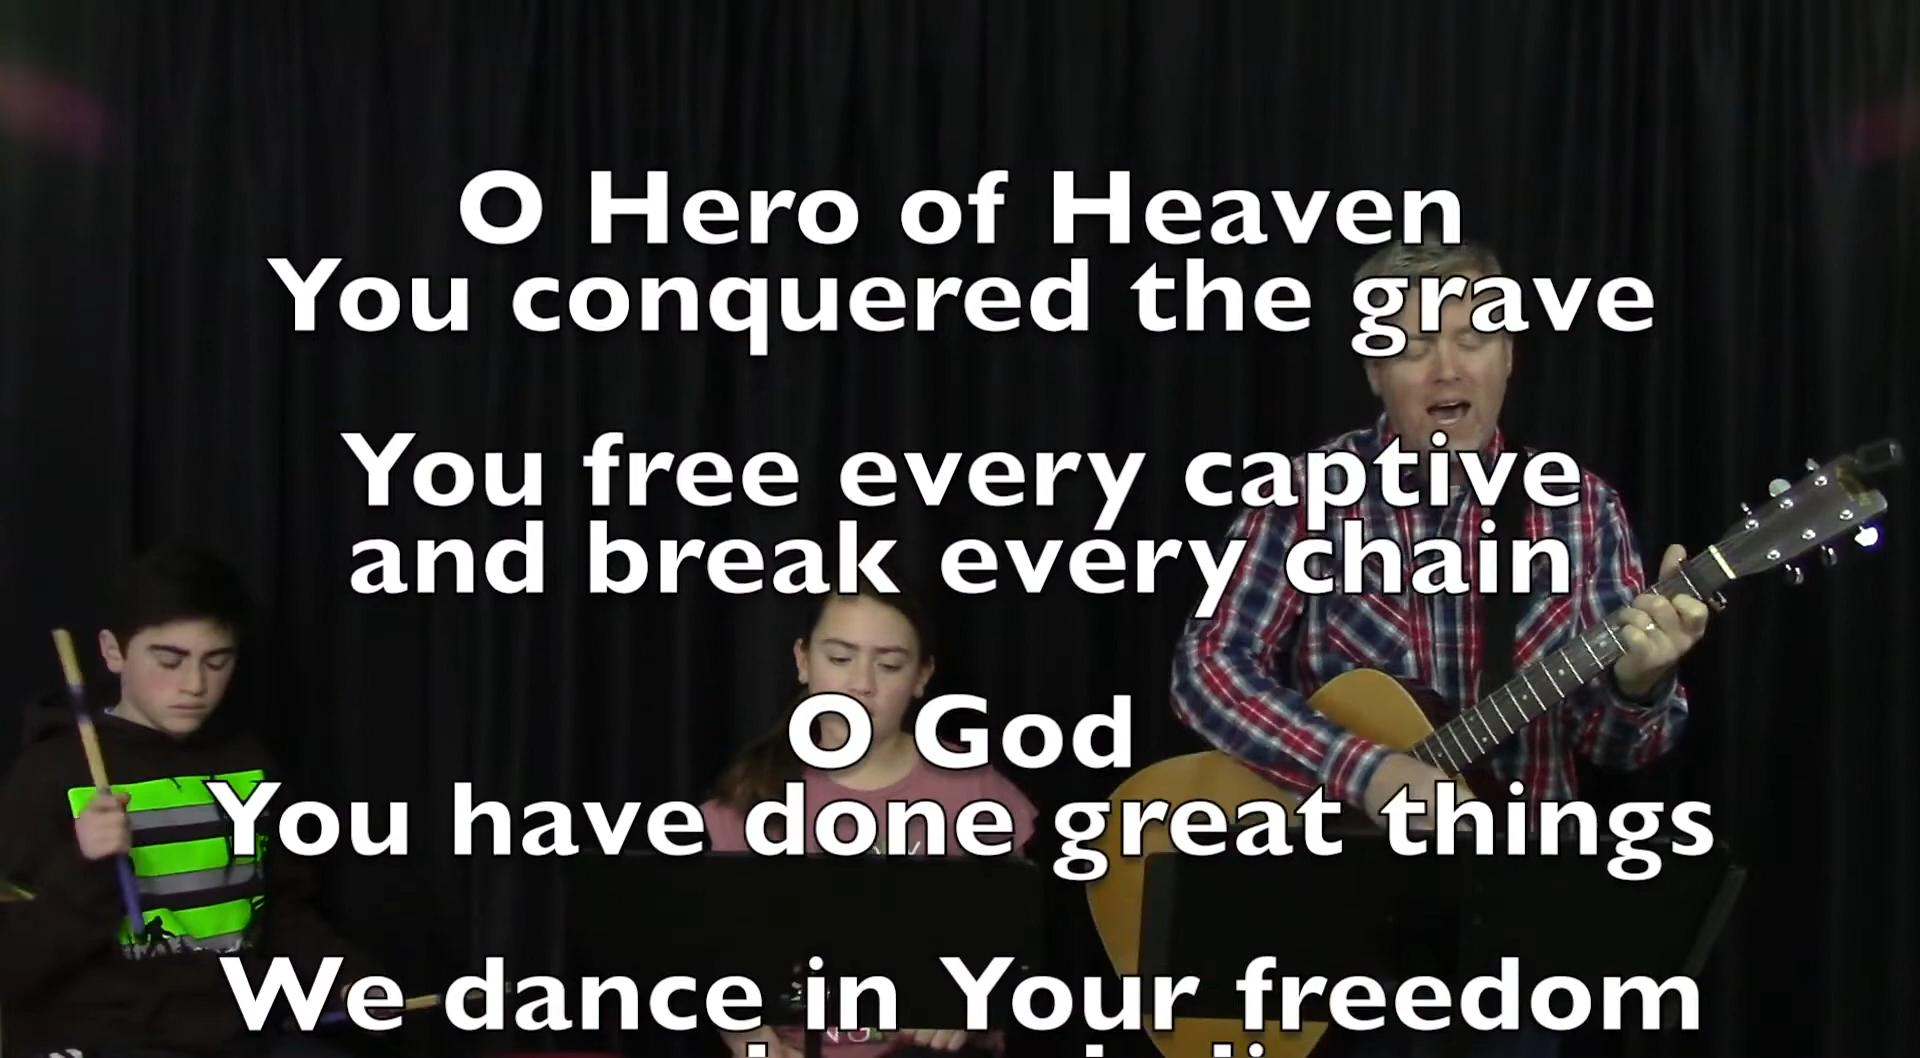 O Hero of Heaven
You conquered the grave
You free every captive
and break every chain
O God
You have done great things
We dance in Your freedom